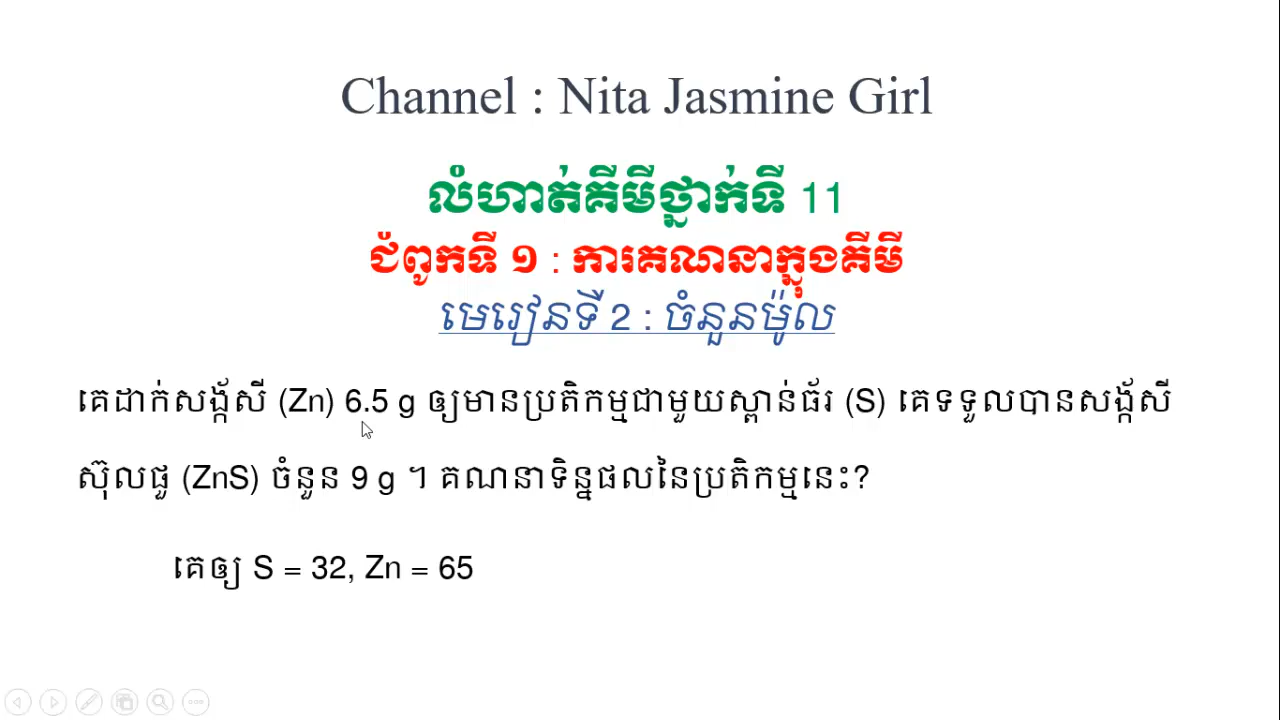 Channel : Nita Jasmine Girl
លំហាត់គីមីថ្នាក់ទី 11
ជំពូកទី ១ : ការគណនាក្នុងគីមី
មេរៀនទី 2 : ចំនួនម៉ូល
គេដាក់សង្ក័សី (Zn) 6.5 g ឲ្យមានប្រតិកម្មជាមួយស្ពាន់ធ័រ (S) គេទទួលបានសង្ក័សី
ស៊ុលផួ (ZnS) ចំនួន 9 g ។ គណនាទិន្នផលនៃប្រតិកម្មនេះ?
គេឲ្យ S = 32, Zn = 65